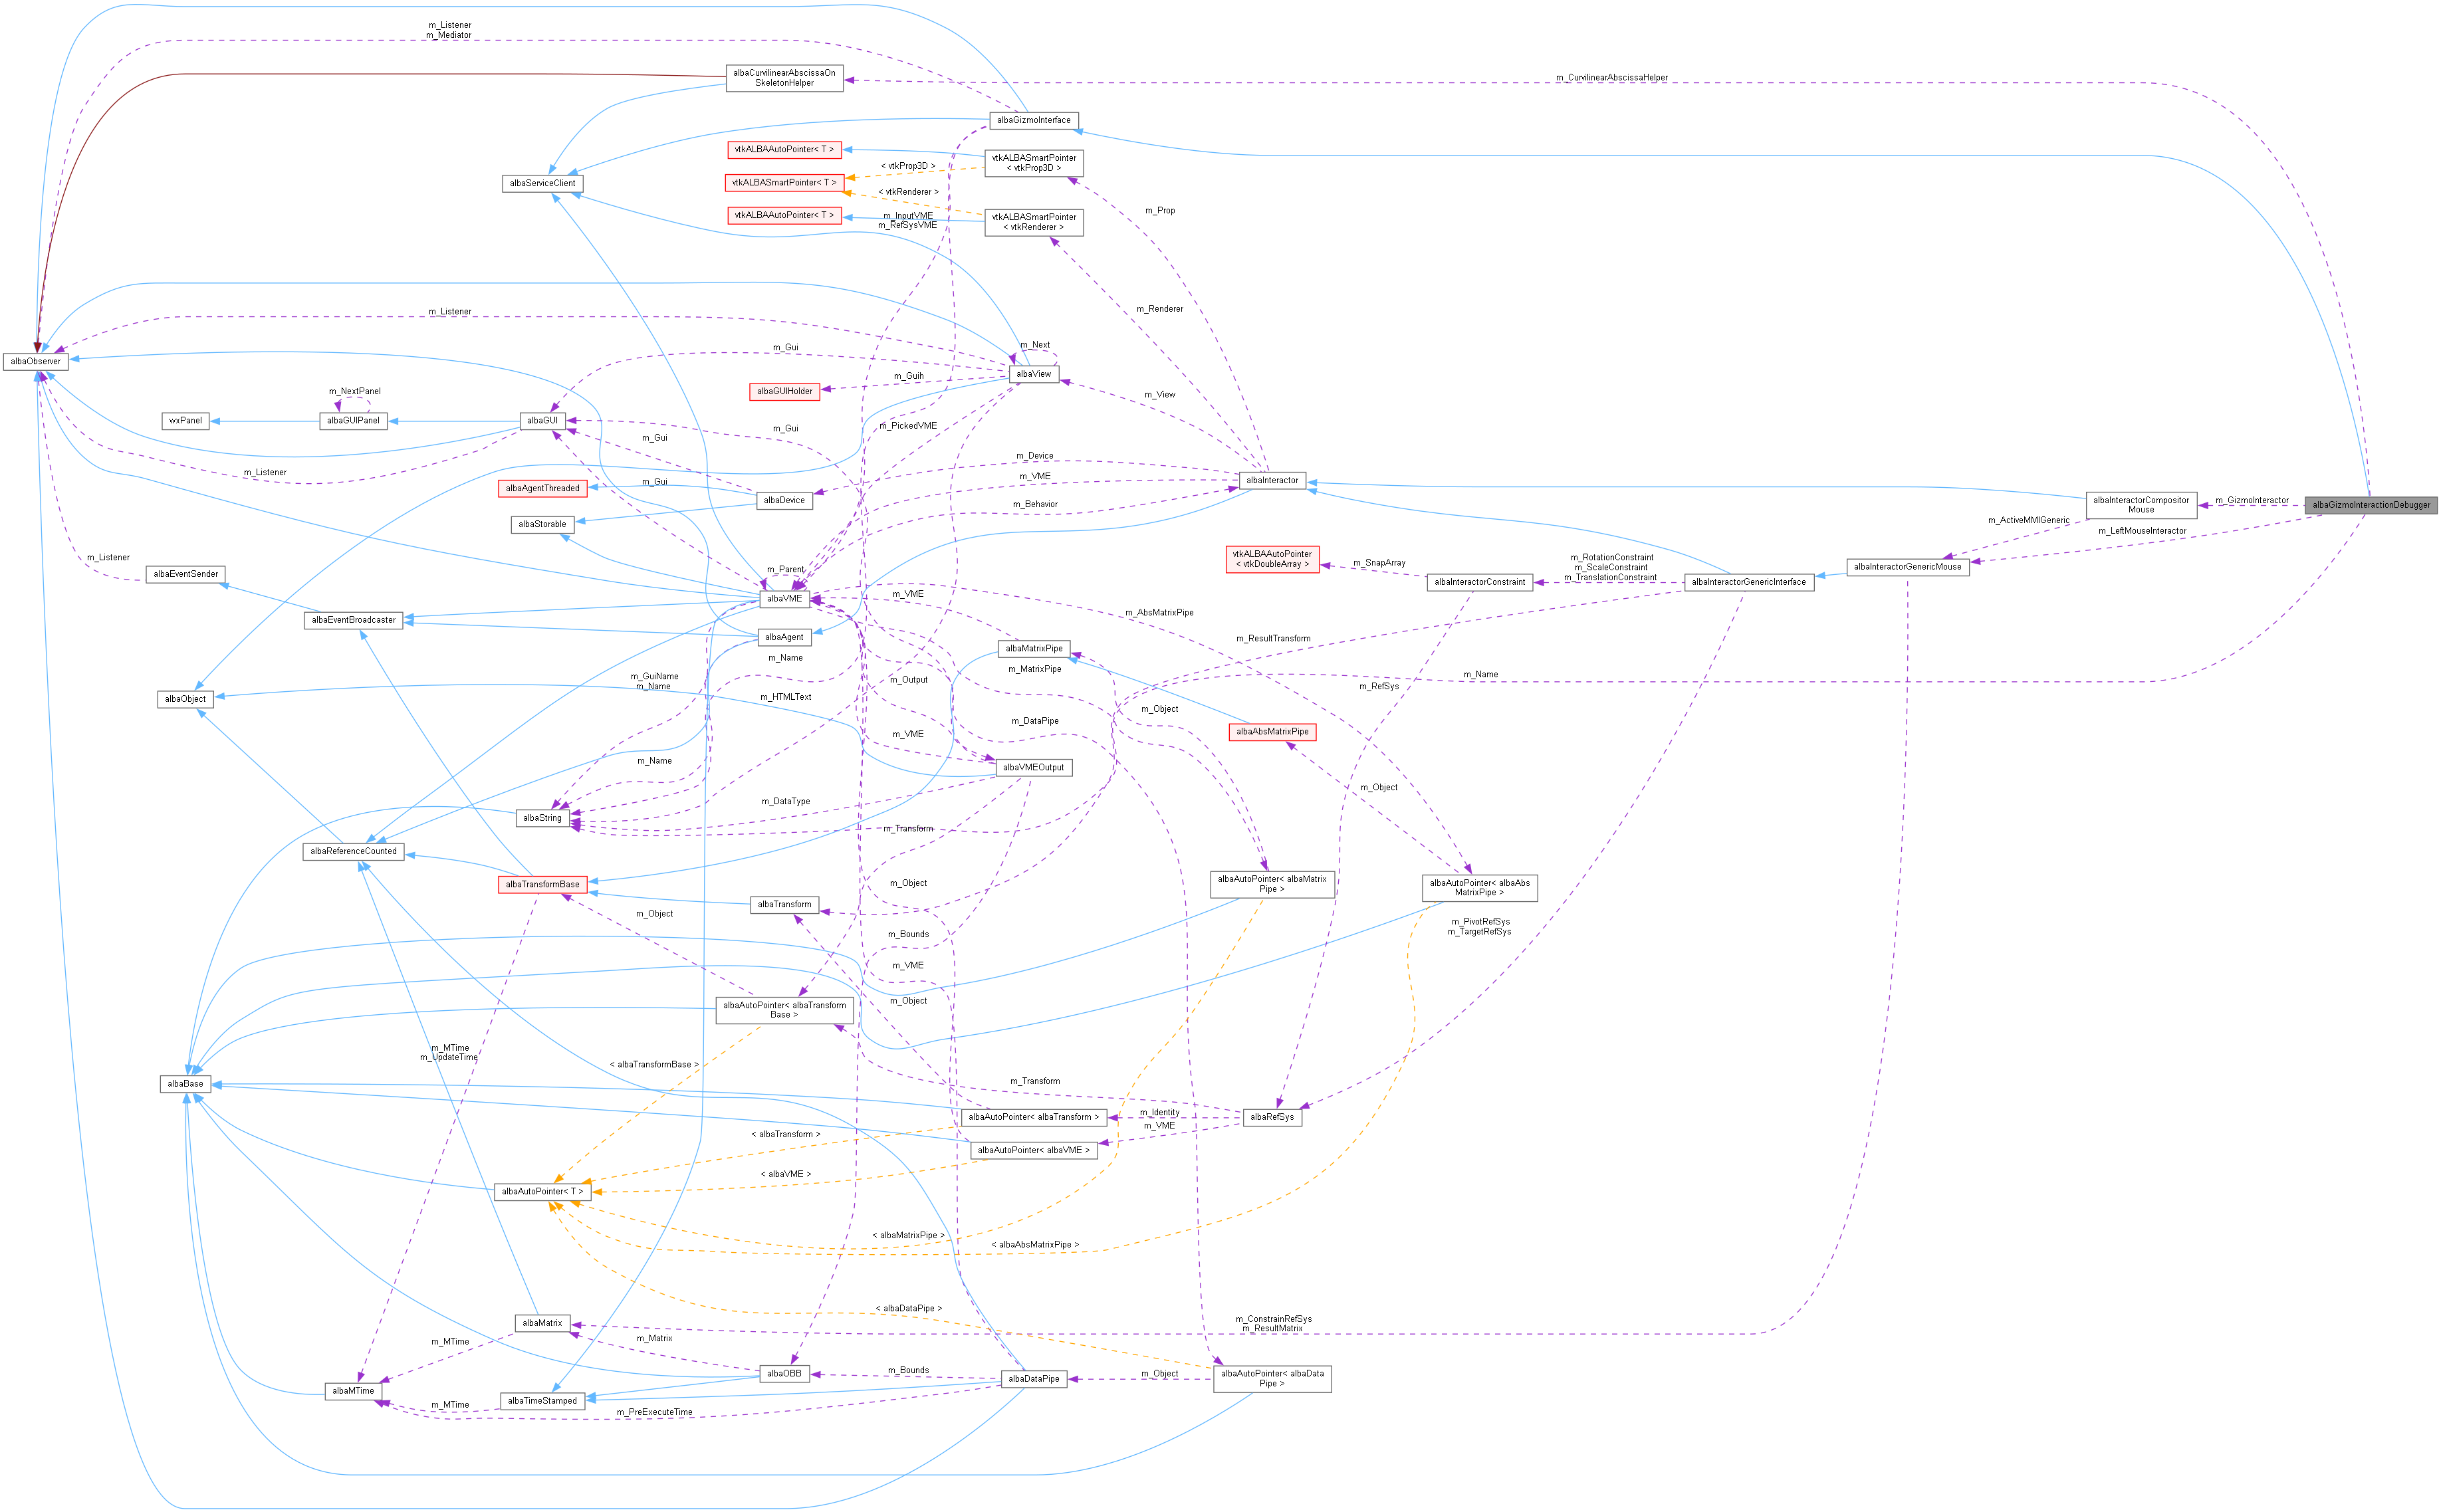 m_Listener
m_Mediator
albaCurvilinearAbscissaOn
SkeletonHelper
m_CurvilinearAbscissaHelper
albaGizmoInterface
vtkALBAAutoPointer< T >
vtkALBASmartPointer
< vtkProp3D >
< vtkProp3D >
albaServiceClient
vtkALBASmartPointer< T >
< vtkRenderer >
m_Prop
vtkALBAAutoPointer< T >
m_InputVME
m_RefSysVME
vtkALBASmartPointer
< vtkRenderer >
m_Listener
m_Renderer
albaObserver
m_Gui
m_Next
albaView
m_Guih
albaGUIHolder
m_NextPanel
m_View
wxPanel
albaGUIPanel
albaGUI
m_Gui
m_PickedVME
m_Gui
m_Listener
m_Device
m_Gui
m_VME
albaInteractor
albaAgentThreaded
albaDevice
m_Behavior
albaInteractorCompositor
Mouse
m_GizmoInteractor
albaGizmoInteractionDebugger
albaStorable
m_ActiveMMIGeneric
m_LeftMouseInteractor
m_Listener
albaEventSender
m_Parent
vtkALBAAutoPointer
< vtkDoubleArray >
m_SnapArray
albaInteractorConstraint
m_RotationConstraint
m_ScaleConstraint
m_TranslationConstraint
albaInteractorGenericInterface
albaInteractorGenericMouse
albaVME
m_VME
albaEventBroadcaster
albaAgent
m_AbsMatrixPipe
albaMatrixPipe
m_ResultTransform
m_Name
m_MatrixPipe
m_GuiName
m_Name
m_HTMLText
m_Output
m_RefSys
m_Name
albaObject
m_Object
m_DataPipe
m_VME
albaAbsMatrixPipe
m_Name
albaVMEOutput
m_DataType
m_Object
albaString
m_Transform
albaReferenceCounted
albaTransformBase
m_Object
albaAutoPointer< albaMatrix
Pipe >
albaAutoPointer< albaAbs
MatrixPipe >
albaTransform
m_Object
m_Bounds
m_PivotRefSys
m_TargetRefSys
m_VME
albaAutoPointer< albaTransform
Base >
m_Object
m_MTime
m_UpdateTime
< albaTransformBase >
albaBase
m_Transform
albaAutoPointer< albaTransform >
m_Identity
m_VME
albaRefSys
< albaTransform >
albaAutoPointer< albaVME >
< albaVME >
albaAutoPointer< T >
< albaMatrixPipe >
< albaAbsMatrixPipe >
< albaDataPipe >
albaMatrix
m_ConstrainRefSys
m_ResultMatrix
m_MTime
m_Matrix
albaOBB
m_Bounds
albaDataPipe
m_Object
albaAutoPointer< albaData
Pipe >
albaMTime
m_MTime
albaTimeStamped
m_PreExecuteTime